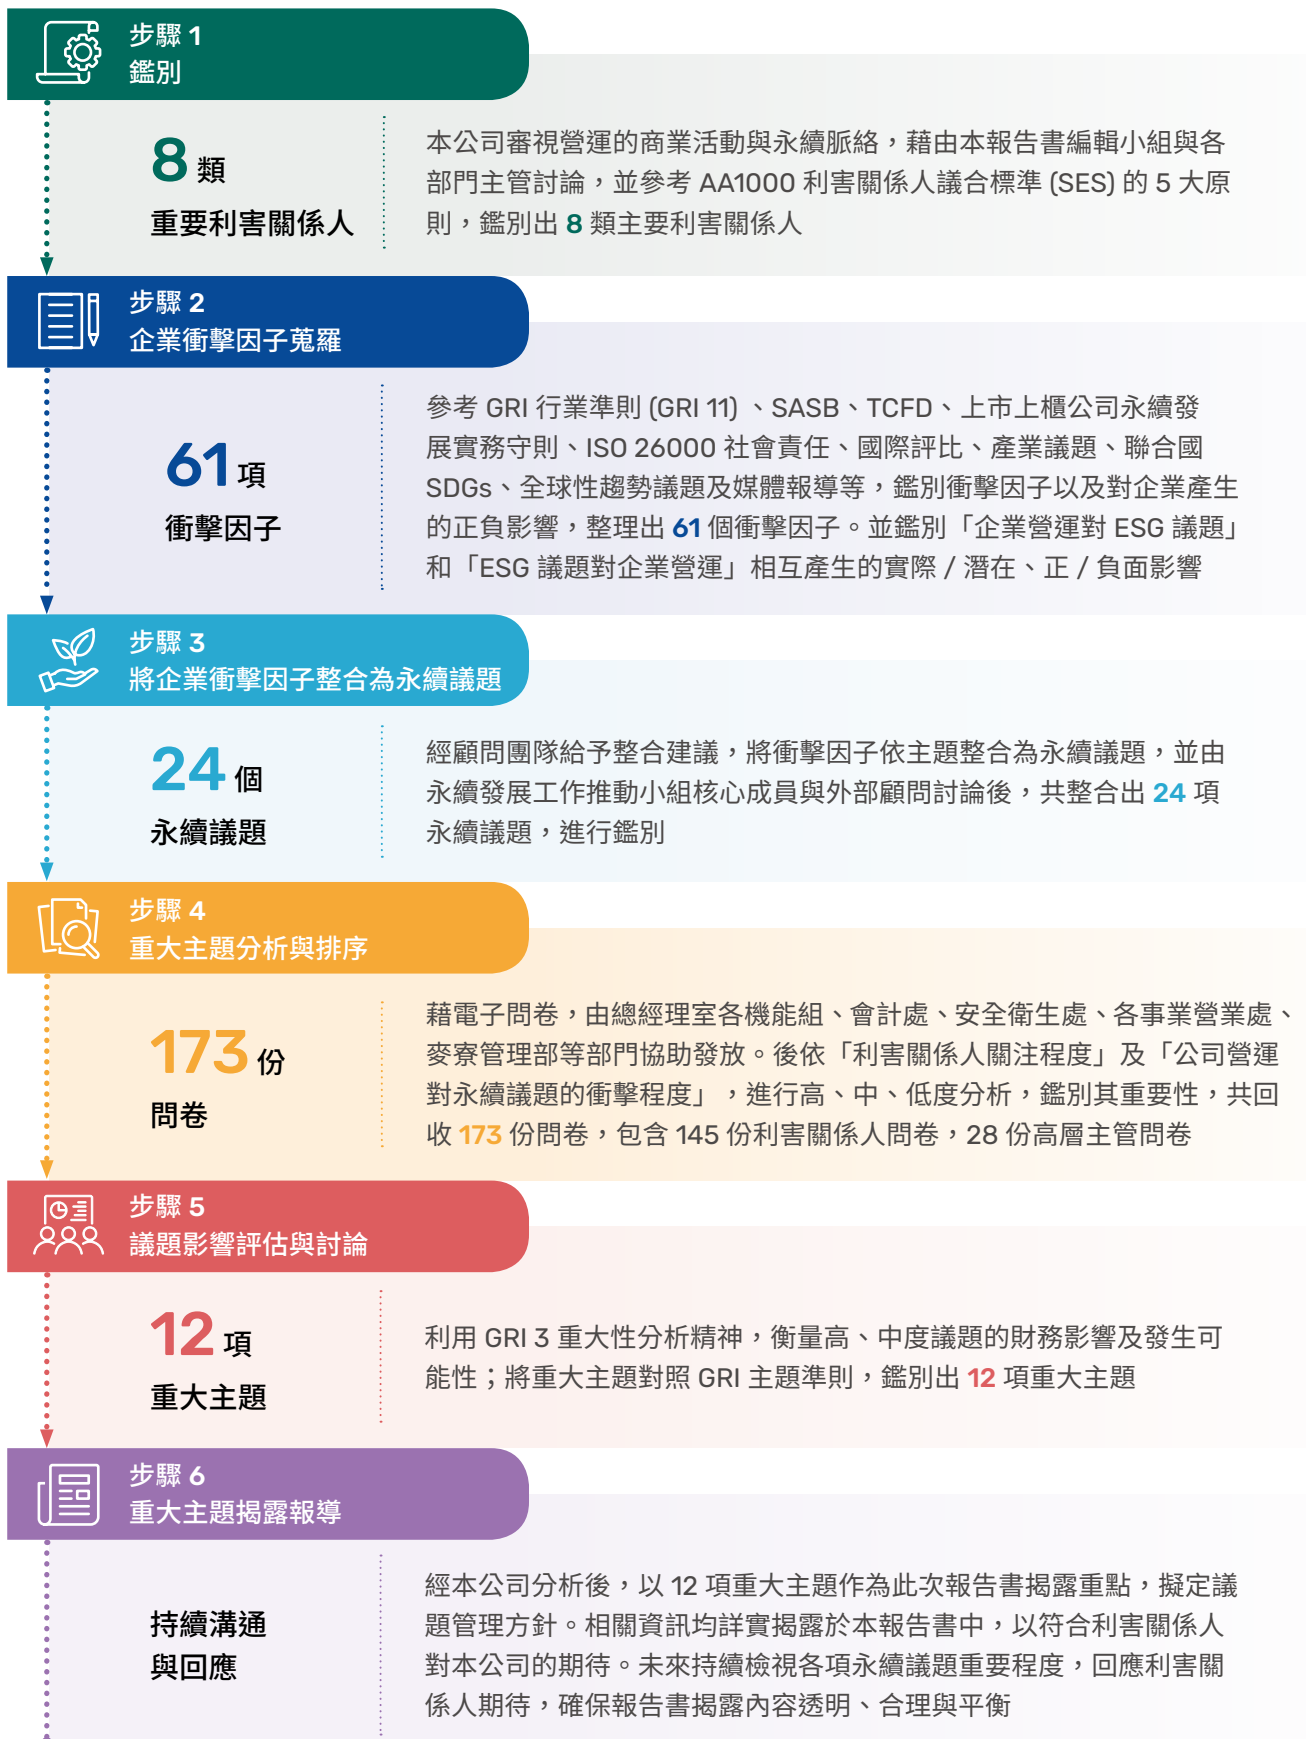 步驟 1
鑑別
8 類
重要利害關係人
本公司審視營運的商業活動與永續脈絡，藉由本報告書編輯小組與各
部門主管討論，並參考 AA1000 利害關係人議合標準 (SES) 的 5 大原
則，鑑別出 8 類主要利害關係人
步驟 2
企業衝擊因子蒐羅
61 項
衝擊因子
參考 GRI 行業準則 (GRI 11) 、SASB、TCFD、上市上櫃公司永續發
展實務守則、ISO 26000 社會責任、國際評比、產業議題、聯合國
SDGs、全球性趨勢議題及媒體報導等，鑑別衝擊因子以及對企業產生
的正負影響，整理出 61 個衝擊因子。並鑑別「企業營運對 ESG 議題」
和「ESG 議題對企業營運」相互產生的實際 / 潛在、正 / 負面影響
步驟 3
將企業衝擊因子整合為永續議題
24 個
永續議題
經顧問團隊給予整合建議，將衝擊因子依主題整合為永續議題，並由
永續發展工作推動小組核心成員與外部顧問討論後，共整合出 24 項
永續議題，進行鑑別
步驟 4
重大主題分析與排序
173 份
問卷
藉電子問卷，由總經理室各機能組、會計處、安全衛生處、各事業營業處、
麥寮管理部等部門協助發放。後依「利害關係人關注程度」及「公司營運
對永續議題的衝擊程度」，進行高、中、低度分析，鑑別其重要性，共回
收 173 份問卷，包含 145 份利害關係人問卷，28 份高層主管問卷
步驟 5
議題影響評估與討論
12 項
重大主題
利用 GRI 3 重大性分析精神，衡量高、中度議題的財務影響及發生可
能性；將重大主題對照 GRI 主題準則，鑑別出 12 項重大主題
步驟 6
重大主題揭露報導
持續溝通
與回應
經本公司分析後，以 12 項重大主題作為此次報告書揭露重點，擬定議
題管理方針。相關資訊均詳實揭露於本報告書中，以符合利害關係人
對本公司的期待。未來持續檢視各項永續議題重要程度，回應利害關
係人期待，確保報告書揭露內容透明、合理與平衡